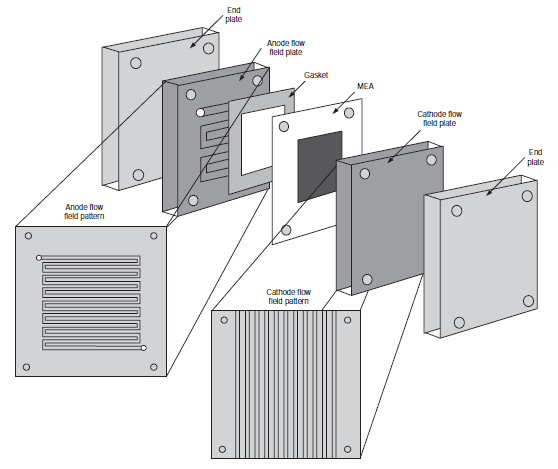 End
plate
Anode flow
field plate
Gasket
MEA
Cathode flow
field plate
End
plate
Anode flow
field pattern
Cathode flow
field pattern